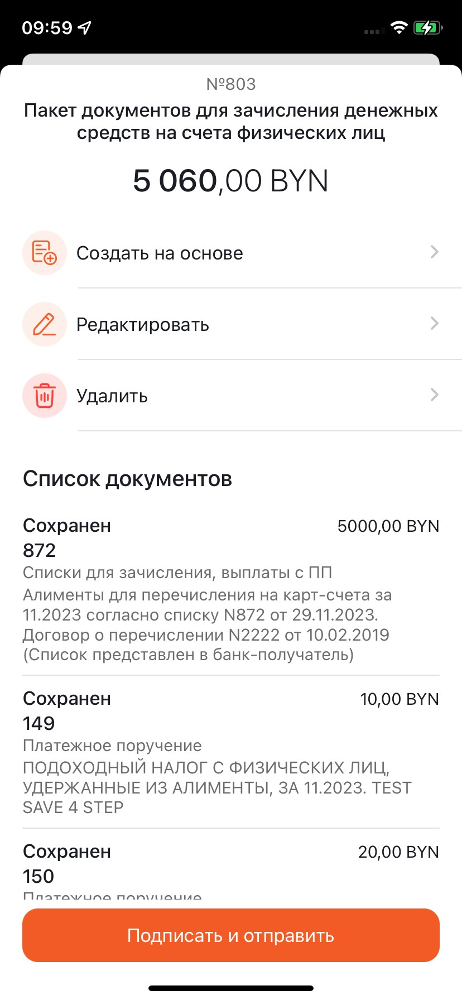 09:59
№803
Пакет документов для зачисления денежных
средств на счета физических лиц
5 060,00 BYN
Создать на основе
Редактировать
Удалить
Список документов
Сохранен 5000,00 BYN
872
Списки для зачисления, выплаты с ПП
Алименты для перечисления на карт-счета за
11.2023 согласно списку N872 от 29.11.2023.
Договор о перечислении N2222 от 10.02.2019
(Список представлен в банк-получатель)
Сохранен 10,00 BYN
149
Платежное поручение
ПОДОХОДНЫЙ НАЛОГ С ФИЗИЧЕСКИХ ЛИЦ,
УДЕРЖАННЫЕ ИЗ АЛИМЕНТЫ, ЗА 11.2023. TEST
SAVE 4 STEP
Сохранен 20,00 BYN
150
Платежное поручение
Подписать и отправить